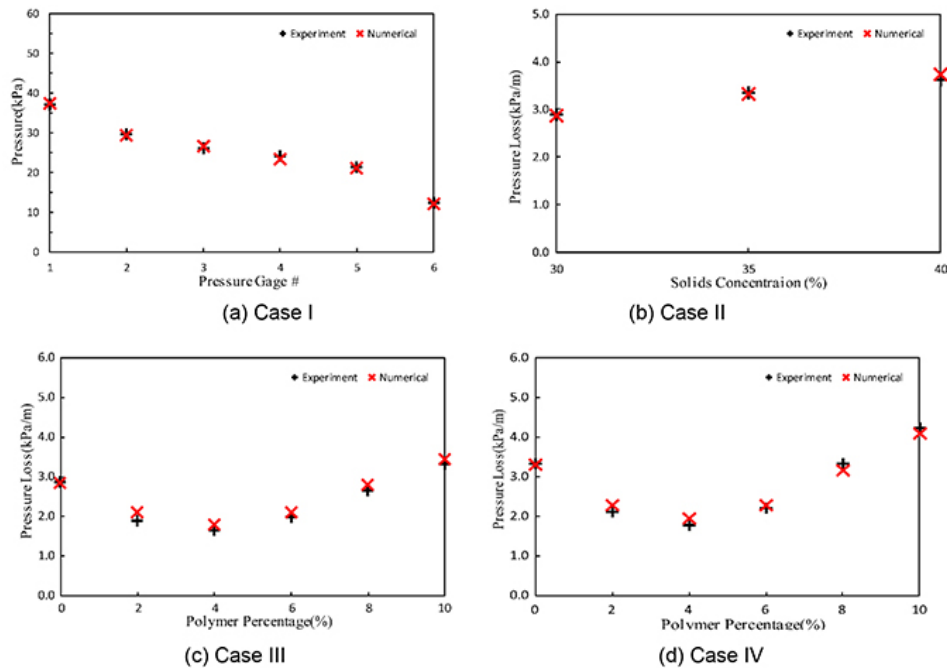 60
50
40
30
20
10
0
Pressure(kPa)
Experiment Numerical
1 2 3 4 5 6
Pressure Gage #
(a) Case I
5.0
4.0
3.0
2.0
1.0
0.0
Pressure Loss(kPa/m)
Experiment Numerical
30 35 40
Solids Concentraion (%)
(b) Case II
6.0
5.0
4.0
3.0
2.0
1.0
0.0
Pressure Loss(kPa/m)
Experiment Numerical
0 2 4 6 8 10
Polymer Percentage(%)
(c) Case III
6.0
5.0
4.0
3.0
2.0
1.0
0.0
Pressure Loss(kPa/m)
Experiment Numerical
0 2 4 6 8 10
Polymer Percentage(%)
(d) Case IV